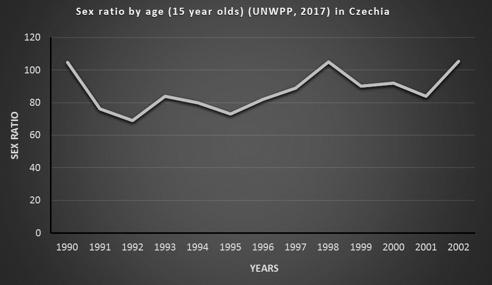 Sex ratio by age (15 year olds) (UNWPP, 2017) in Czechia
120
100
80
60
40
20
0
SEX RATIO
1990 1991 1992 1993 1994 1995 1996 1997 1998 1999 2000 2001 2002
YEARS